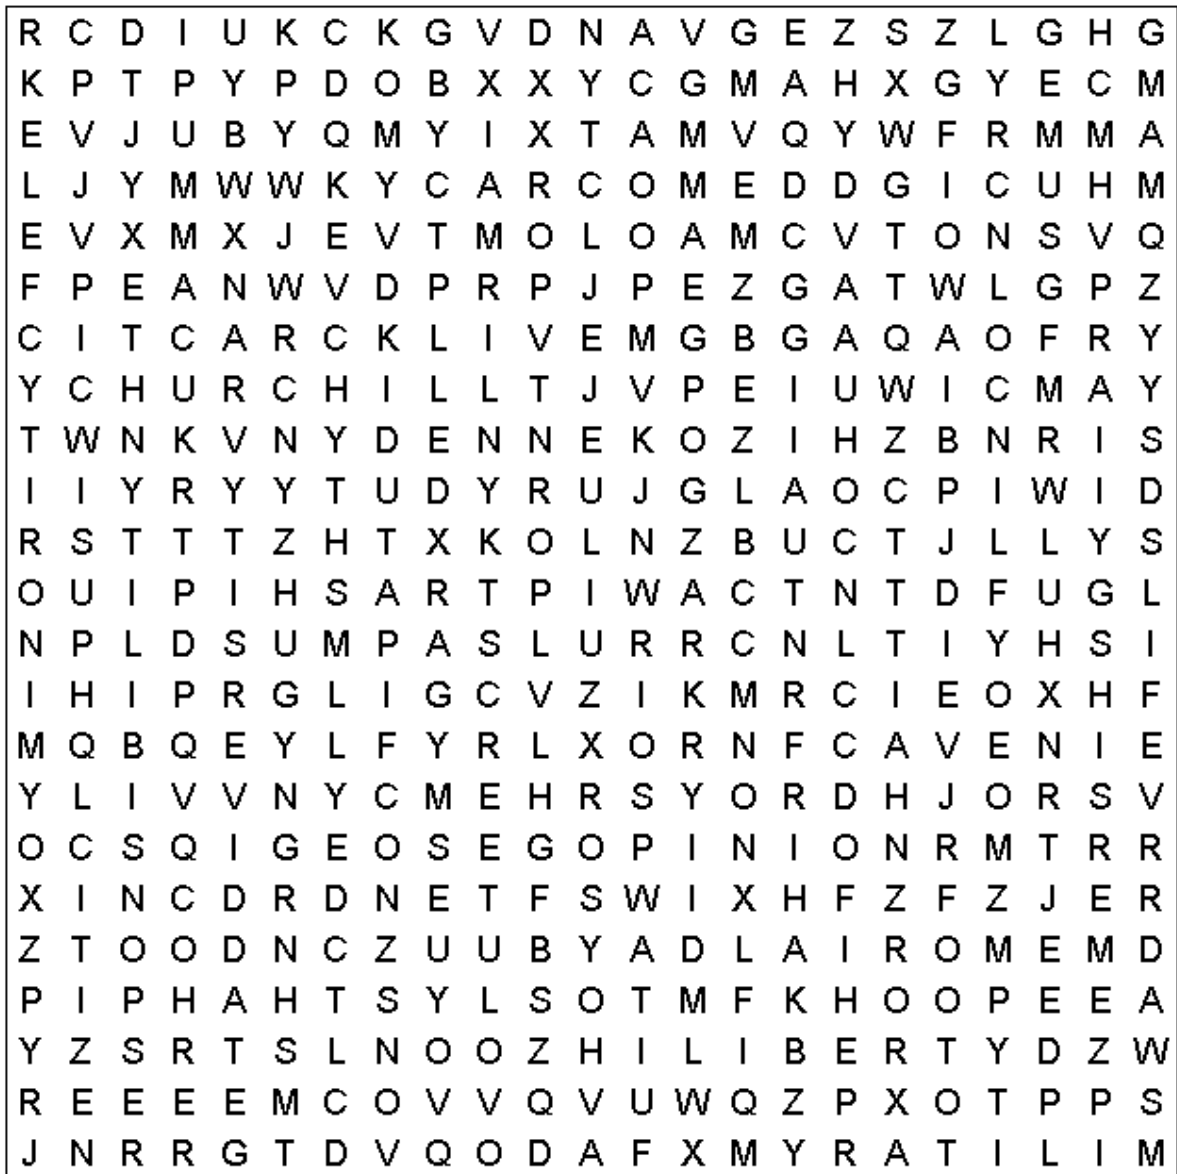 R C D I U K C K G V D N A V G E Z S Z L G H G
K P T P Y P D O B X X Y C G M A H X G Y E C M
E V J U B Y Q M Y I X T A M V Q Y W F R M M A
L J Y M W W K Y C A R C O M E D D G I C U H M
E V X M X J E V T M O L O A M C V T O N S V Q
F P E A N W V D P R P J P E Z G A T W L G P Z
C I T C A R C K L I V E M G B G A Q A O F R Y
Y C H U R C H I L L T J V P E I U W I C M A Y
T W N K V N Y D E N N E K O Z I H Z B N R I S
I I Y R Y Y T U D Y R U J G L A O C P I W I D
R S T T T Z H T X K O L N Z B U C T J L L Y S
O U I P I H S A R T P I W A C T N T D F U G L
N P L D S U M P A S L U R R C N L T I Y H S I
I H I P R G L I G C V Z I K M R C I E O X H F
M Q B Q E Y L F Y R L X O R N F C A V E N I E
Y L I V V N Y C M E H R S Y O R D H J O R S V
O C S Q I G E O S E G O P I N I O N R M T R R
X I N C D R D N E T F S W I X H F Z F Z J E R
Z T O O D N C Z U U B Y A D L A I R O M E M D
P I P H A H T S Y L S O T M F K H O O P E E A
Y Z S R T S L N O O Z H I L I B E R T Y D Z W
R E E E E M C O V V Q V U W Q Z P X O T P P S
J N R R G T D V Q O D A F X M Y R A T I L I M